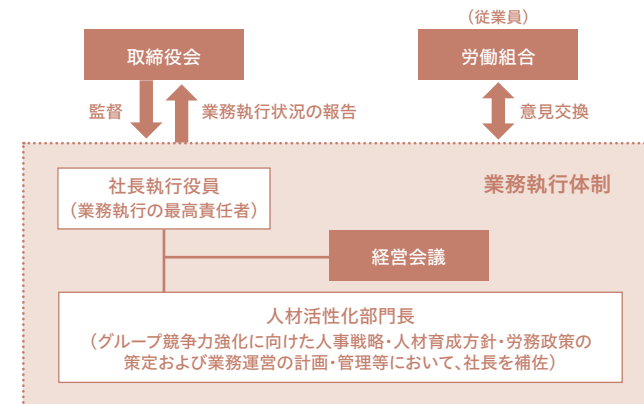 （従業員）
取締役会
労働組合
監督
業務執行状況の報告
意見交換
業務執行体制
社長執行役員
（業務執行の最高責任者）
経営会議
人材活性化部門長
（グループ競争力強化に向けた人事戦略・人材育成方針・労務政策の
策定および業務運営の計画・管理等において、社長を補佐）